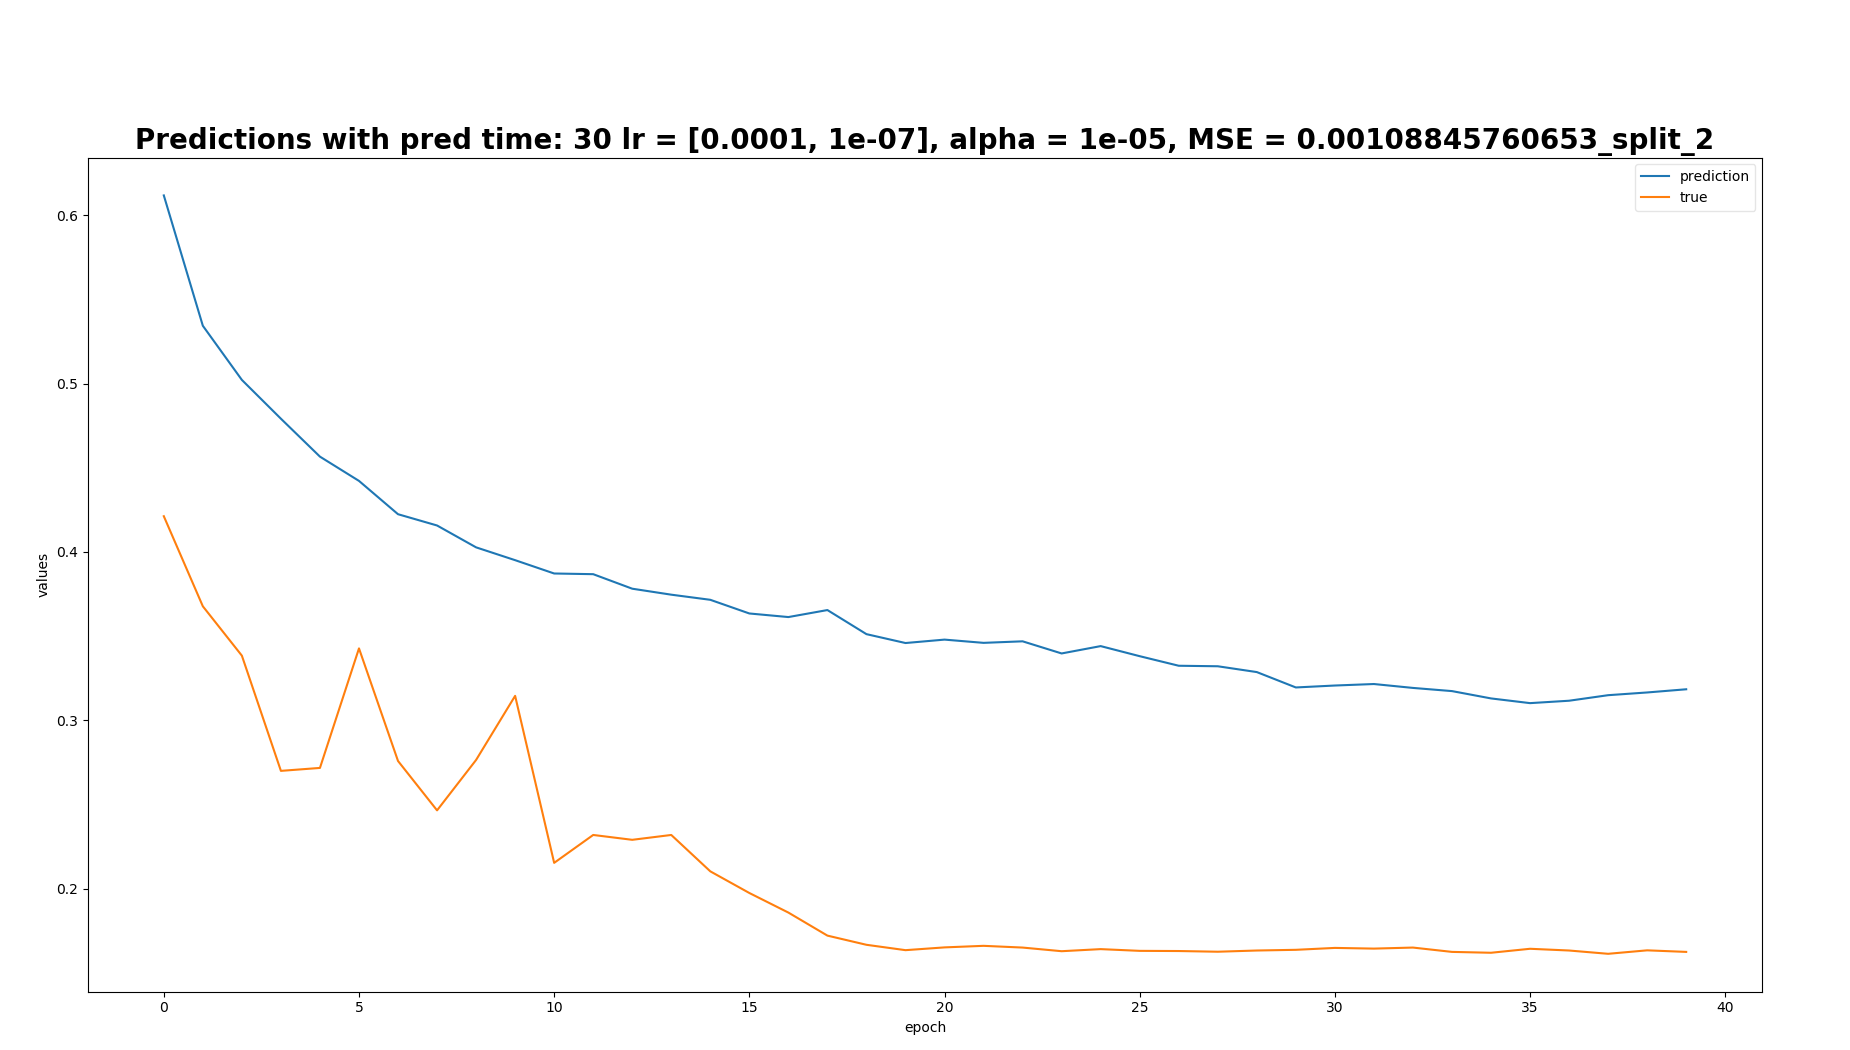 Predictions with pred time: 30 lr = [0.0001, 1e-07], alpha = 1e-05, MSE = 0.00108845760653_split_2
prediction
true
0.6
0.5
0.4
0.3
0.2
values
0 5 10 15 20 25 30 35 40
epoch